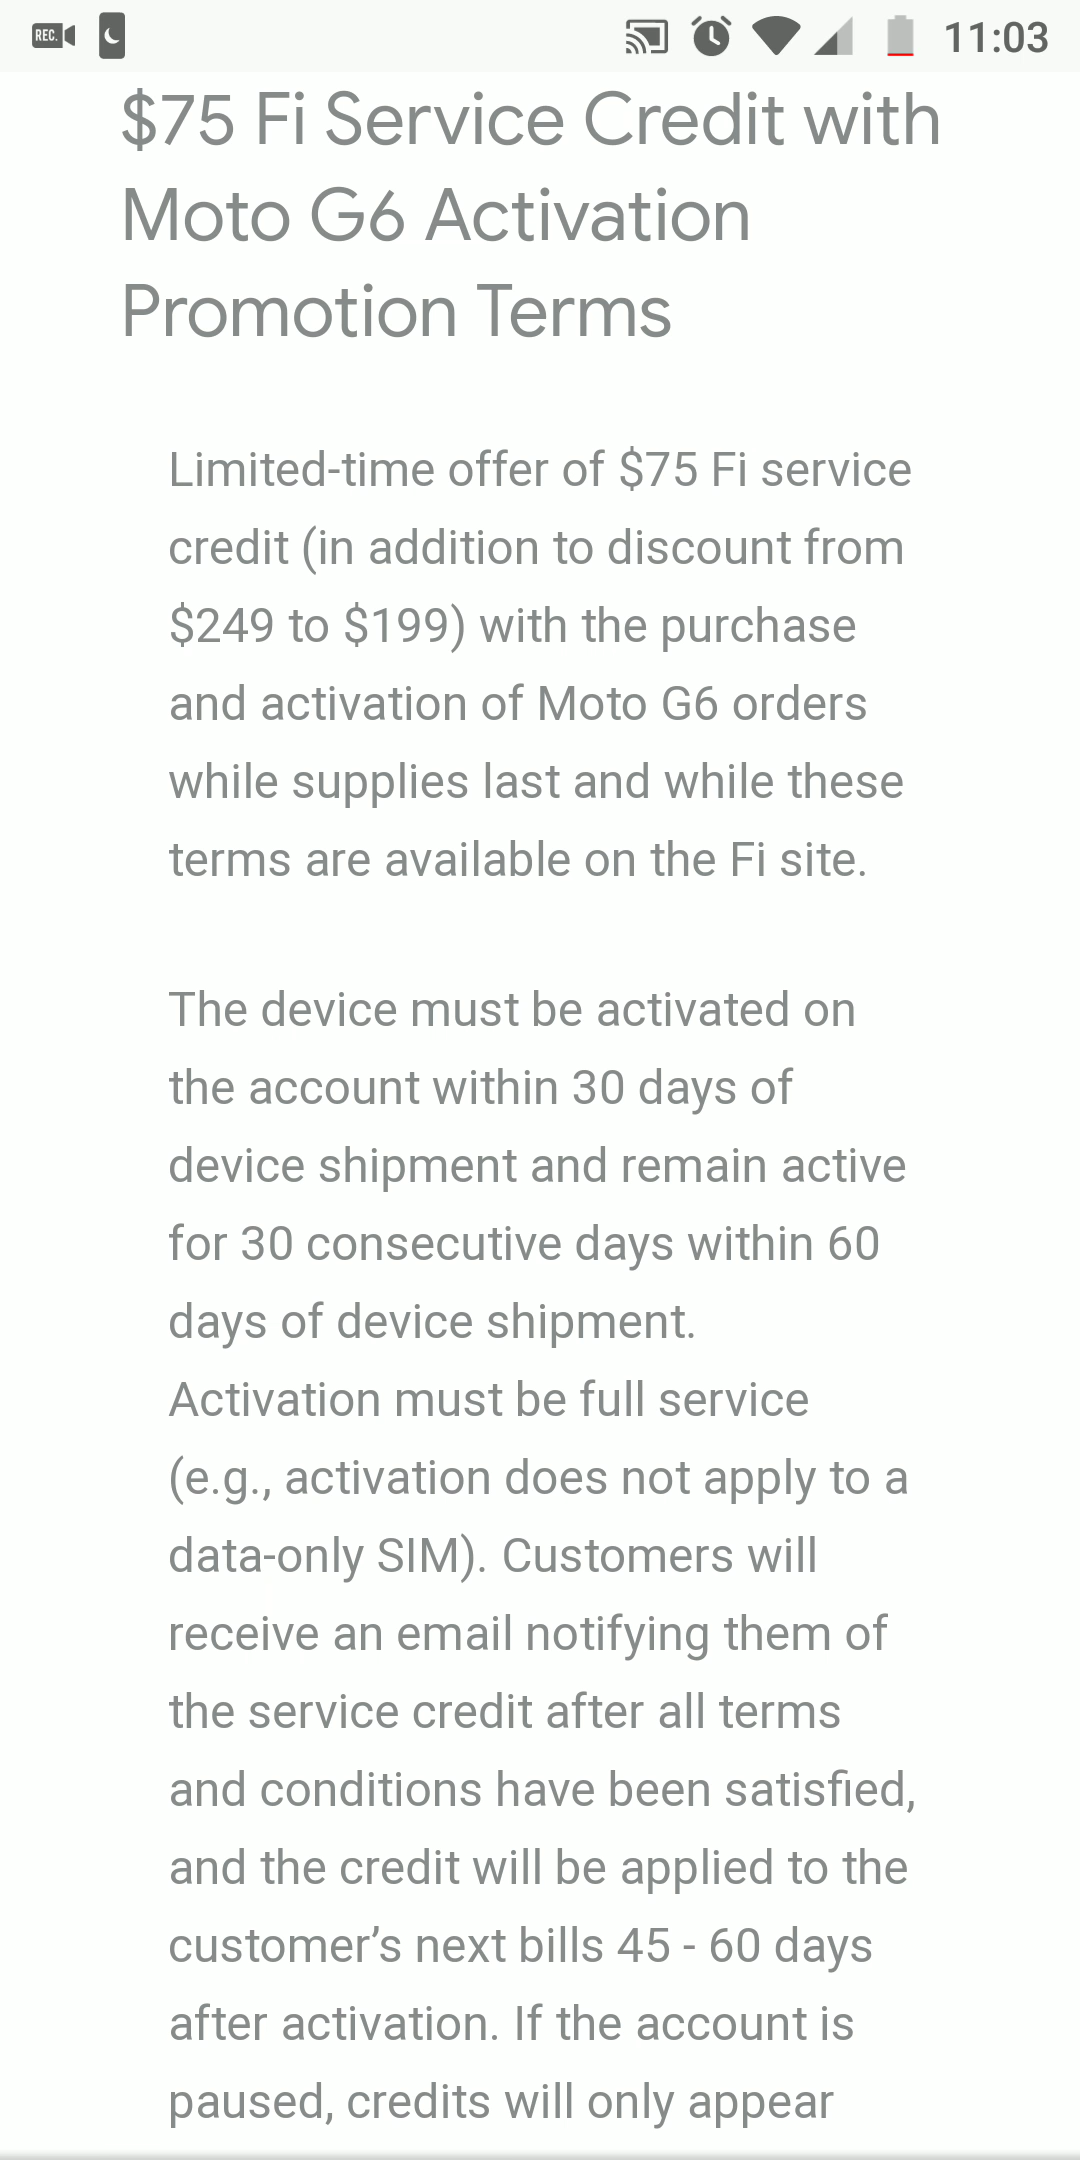 REC.
11:03
$75 Fi Service Credit with
Moto G6 Activation
Promotion Terms
Limited-time offer of $75 Fi service
credit (in addition to discount from
$249 to $199) with the purchase
and activation of Moto G6 orders
while supplies last and while these
terms are available on the Fi site.
The device must be activated on
the account within 30 days of
device shipment and remain active
for 30 consecutive days within 60
days of device shipment.
Activation must be full service
(e.g., activation does not apply to a
data-only SIM). Customers will
receive an email notifying them of
the service credit after all terms
and conditions have been satisfied,
and the credit will be applied to the
customer’s next bills 45 - 60 days
after activation. If the account is
paused, credits will only appear